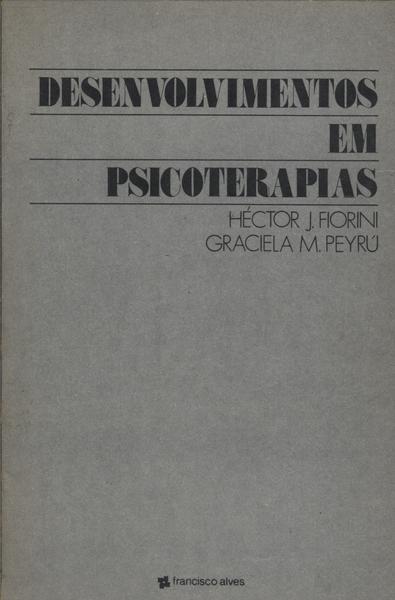 DESENVOLVIMENTOS
EM
PSICOTERAPIAS
HÉCTOR J. FIORINI
GRACIELA M. PEYRÚ
francisco alves